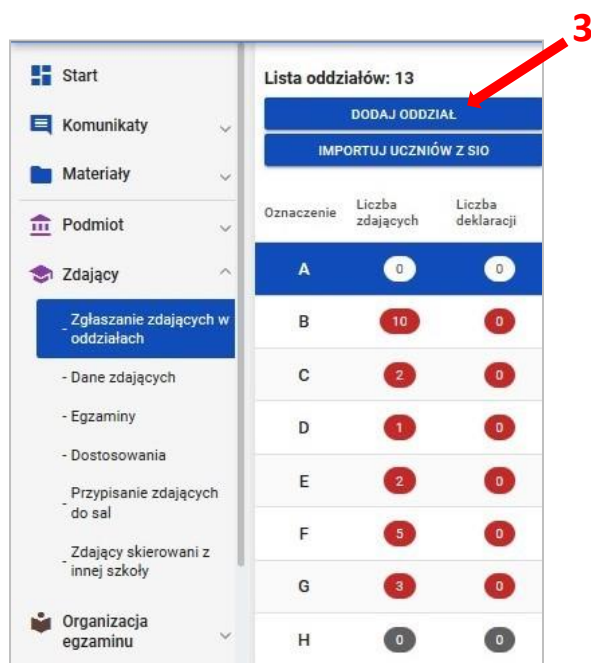 3
Start
Komunikaty
Materiały
Podmiot
Zdający
- Zgłaszanie zdających w
oddziałach
- Dane zdających
- Egzaminy
- Dostosowania
- Przypisanie zdających
do sal
- Zdający skierowani z
innej szkoły
Organizacja
egzaminu
Lista oddziałów: 13
DODAJ ODDZIAŁ
IMPORTUJ UCZNIÓW Z SIO
Oznaczenie Liczba zdających Liczba deklaracji
A 0 0
B 10 0
C 2 0
D 1 0
E 2 0
F 5 0
G 3 0
H 0 0